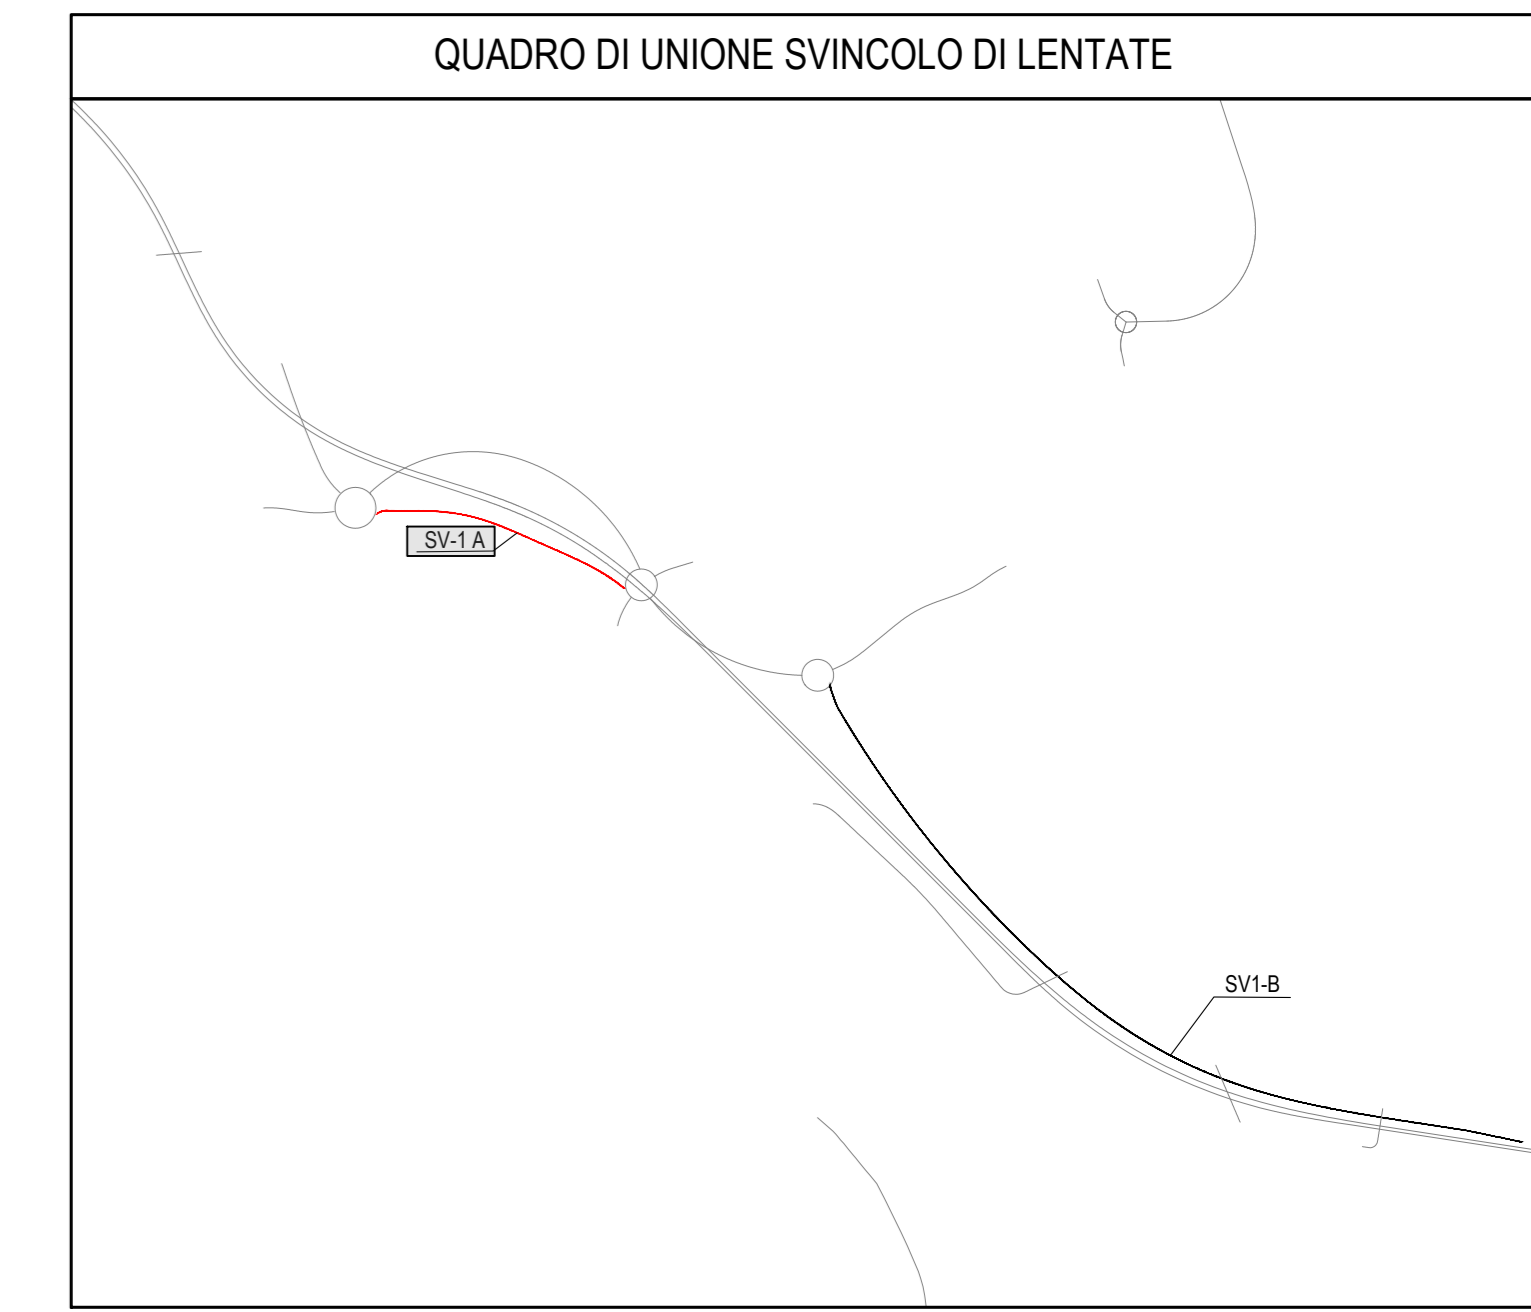 QUADRO DI UNIONE SVINCOLO DI LENTATE
SV-1 A
SV1-B